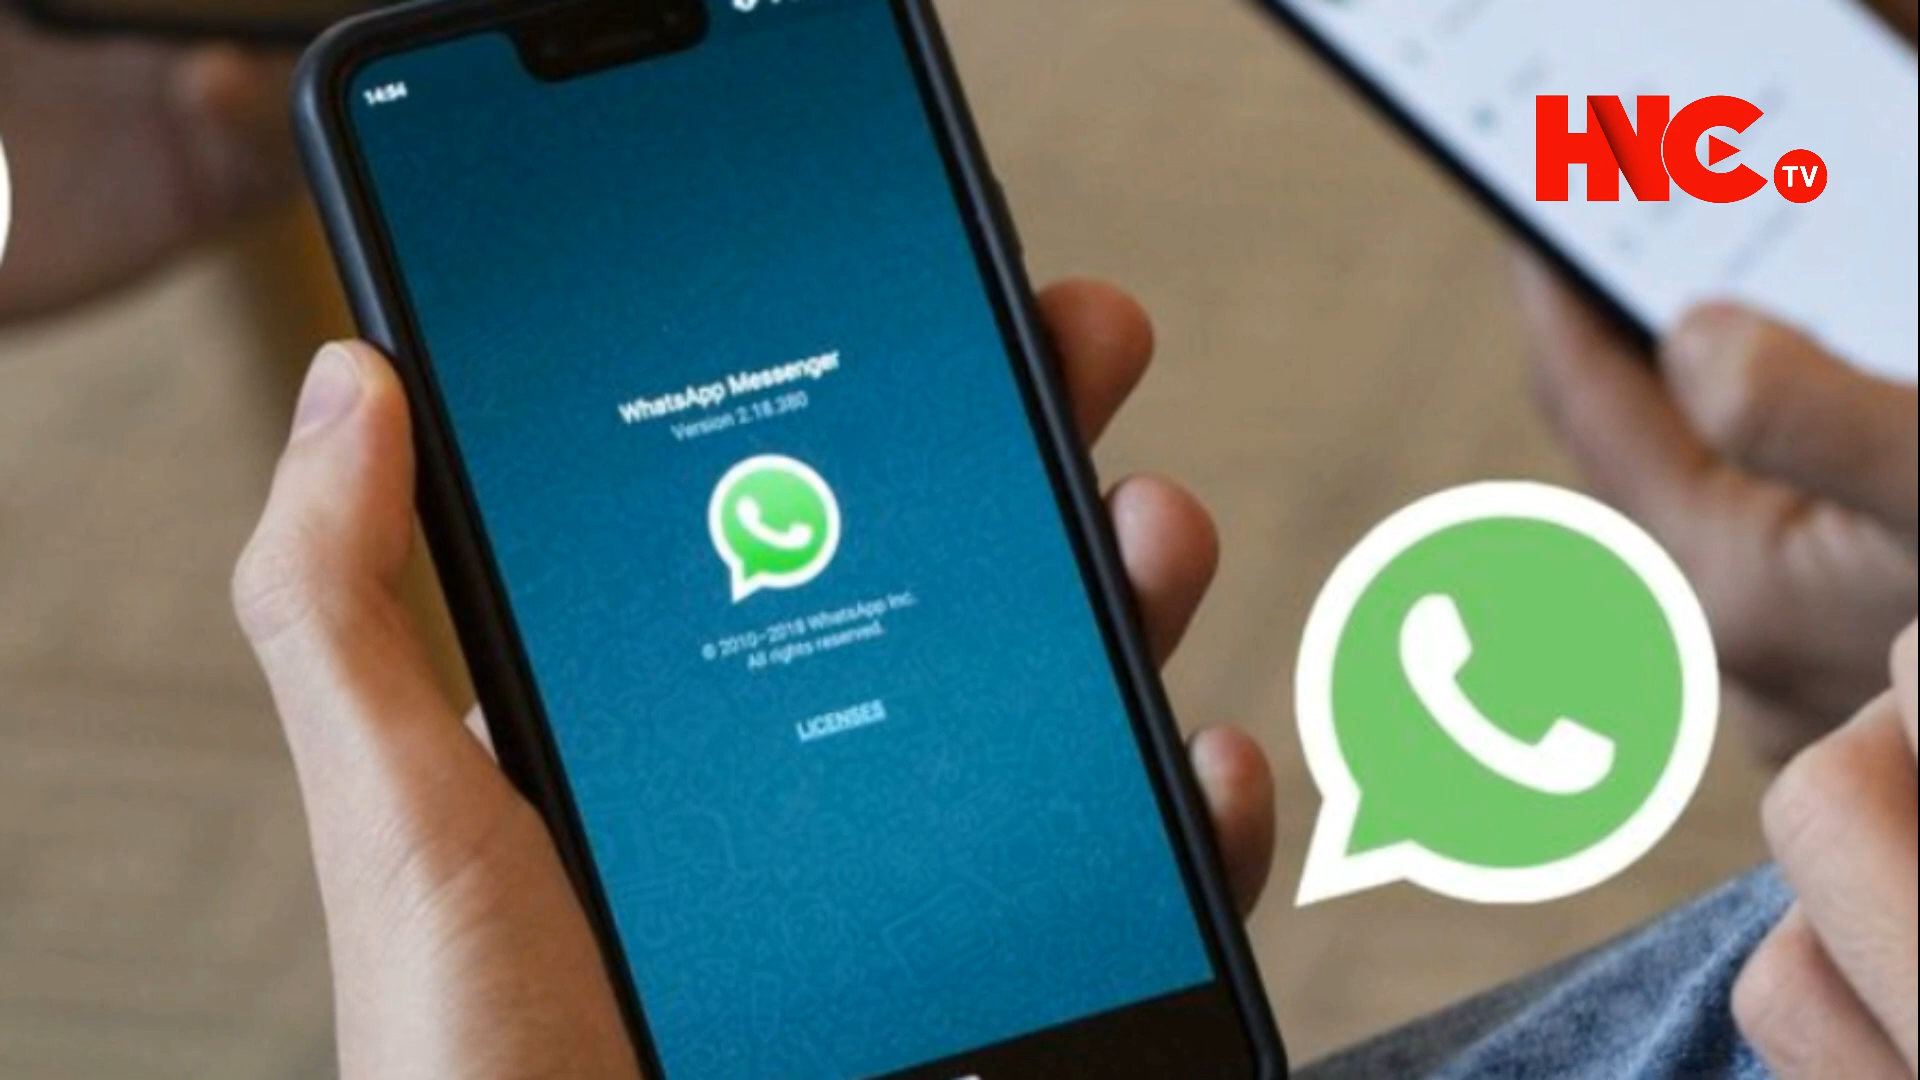 14:54
HNC
TV
WhatsApp Messenger
Version 2.18.380
© 2010–2018 WhatsApp Inc.
All rights reserved.
LICENSES